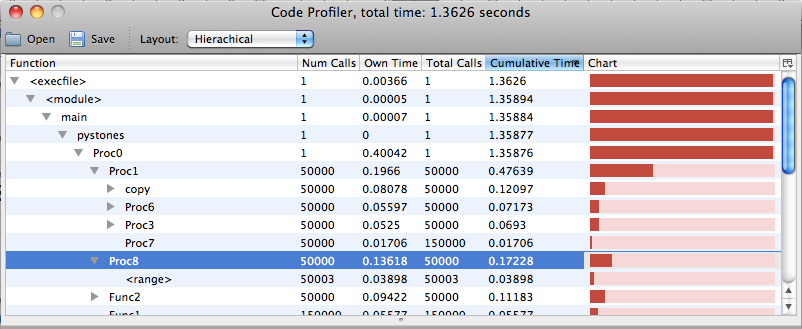 Code Profiler, total time: 1.3626 seconds
Open Save Layout: Hierachical
Function Num Calls Own Time Total Calls Cumulative Time Chart
<execfile> 1 0.00366 1 1.3626
<module> 1 0.00005 1 1.35894
main 1 0.00007 1 1.35884
pystones 1 0 1 1.35877
Proc0 1 0.40042 1 1.35876
Proc1 50000 0.1966 50000 0.47639
copy 50000 0.08078 50000 0.12097
Proc6 50000 0.05597 50000 0.07173
Proc3 50000 0.0525 50000 0.0693
Proc7 50000 0.01706 150000 0.01706
Proc8 50000 0.13618 50000 0.17228
<range> 50003 0.03898 50003 0.03898
Func2 50000 0.09422 50000 0.11183
Func1 150000 0.05577 150000 0.05577